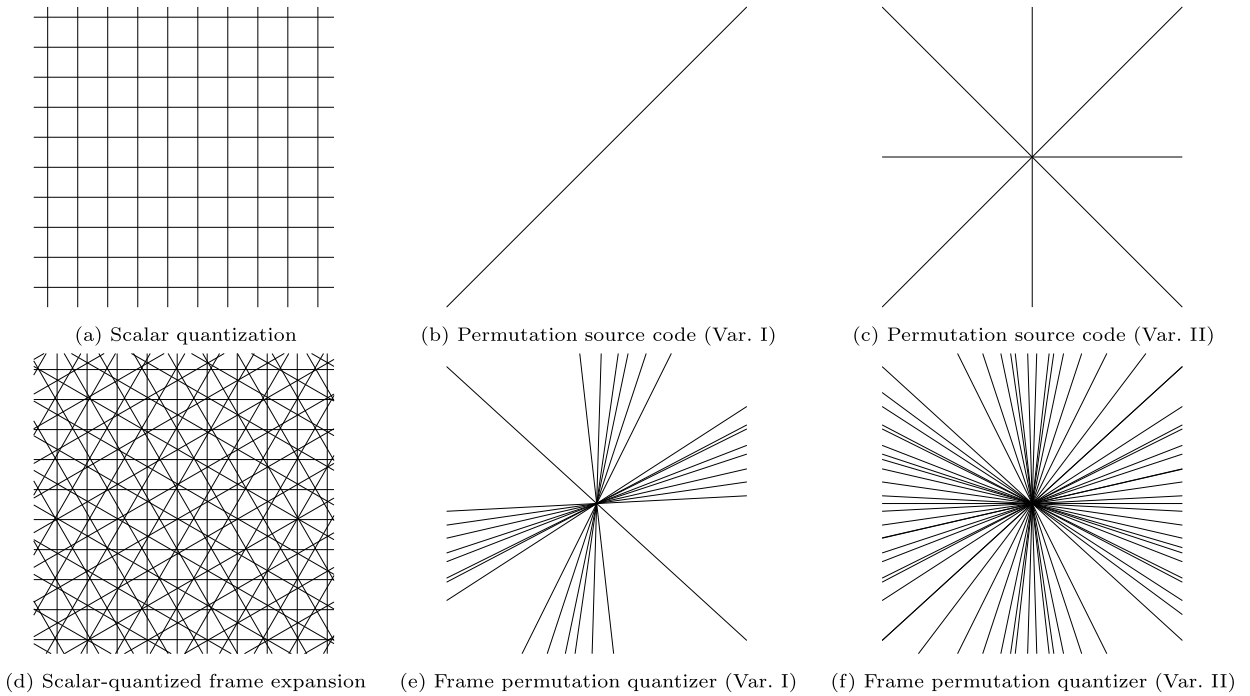 (a) Scalar quantization
(b) Permutation source code (Var. I)
(c) Permutation source code (Var. II)
(d) Scalar-quantized frame expansion
(e) Frame permutation quantizer (Var. I)
(f) Frame permutation quantizer (Var. II)